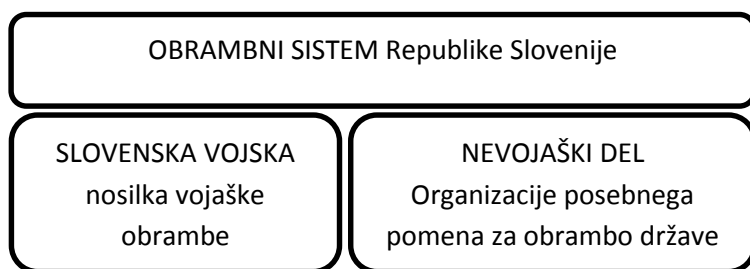 OBRAMBNI SISTEM Republike Slovenije
SLOVENSKA VOJSKA
nosilka vojaške
obrambe
NEVOJAŠKI DEL
Organizacije posebnega
pomena za obrambo države